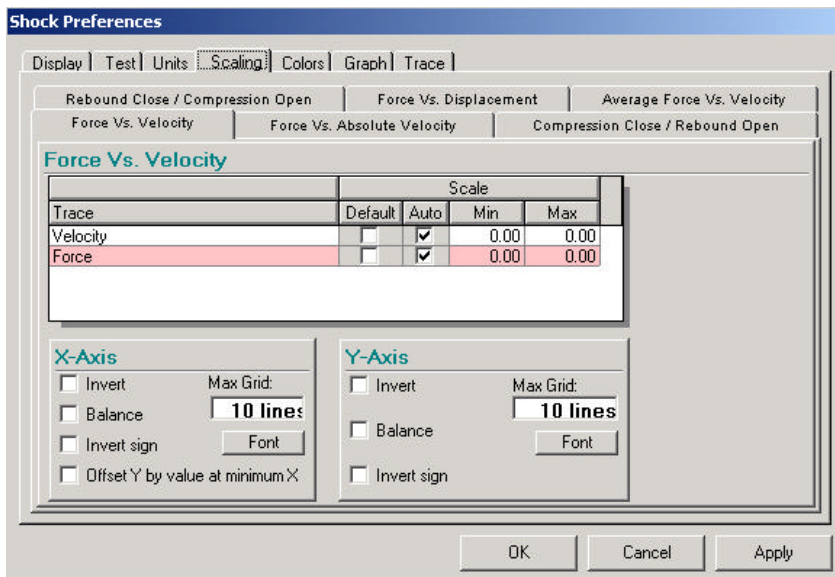 Shock Preferences
Display Test Units Scaling Colors Graph Trace
Rebound Close / Compression Open Force Vs. Displacement Average Force Vs. Velocity
Force Vs. Velocity Force Vs. Absolute Velocity Compression Close / Rebound Open
Force Vs. Velocity
Scale
Trace Default Auto Min Max
Velocity 0.00 0.00
Force 0.00 0.00
X-Axis
Invert Max Grid:
Balance 10 lines
Invert sign Font
Offset Y by value at minimum X
Y-Axis
Invert Max Grid:
Balance 10 lines
Font
Invert sign
OK Cancel Apply